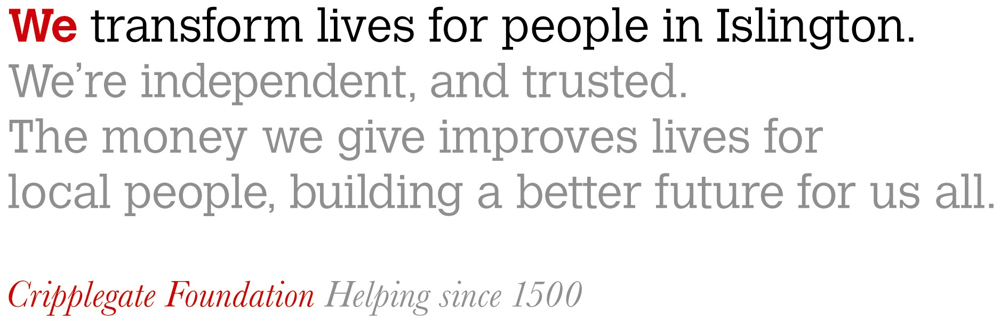 We transform lives for people in Islington.
We’re independent, and trusted.
The money we give improves lives for
local people, building a better future for us all.
Cripplegate Foundation Helping since 1500